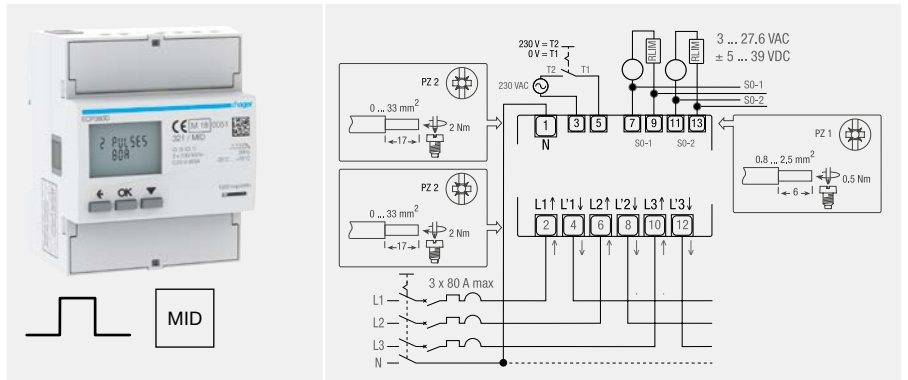 :hager
ECP380D
CE M 18 0051
321 / MID
2 PULSES
80A
OK
MID
230 V = T2
0 V = T1
T2 T1
230 VAC
RLIM RLIM
3 ... 27.6 VAC
± 5 ... 39 VDC
S0-1
S0-2
PZ 2
0 ... 33 mm²
17
2 Nm
1 3 5 7 9 11 13
N S0-1 S0-2
PZ 1
0.8 ... 2,5 mm²
6
0.5 Nm
PZ 2
0 ... 33 mm²
17
2 Nm
L1↑ L'1↓ L2↑ L'2↓ L3↑ L'3↓
2 4 6 8 10 12
3 x 80 A max
L1
L2
L3
N